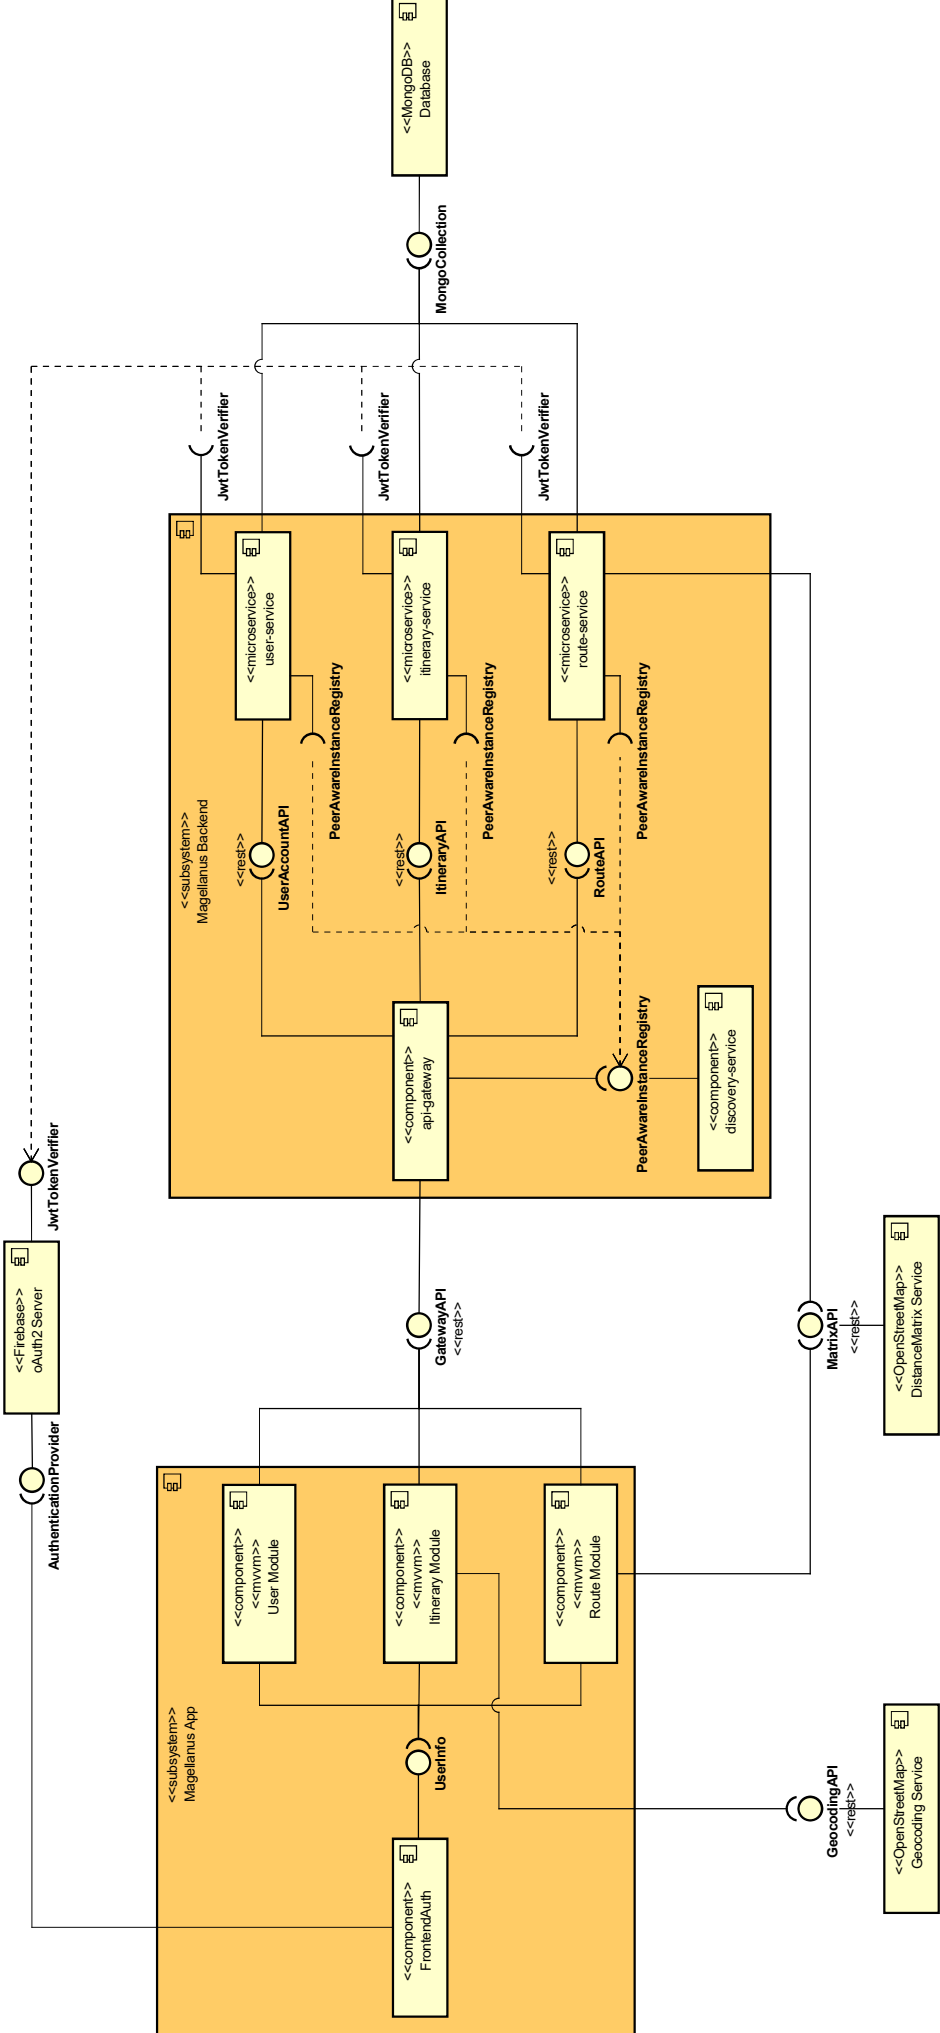 <<Firebase>>
oAuth2 Server
AuthenticationProvider
JwtTokenVerifier
<<subsystem>>
Magellanus App
<<component>>
FrontendAuth
UserInfo
<<component>>
<<mvvm>>
User Module
<<component>>
<<mvvm>>
Itinerary Module
<<component>>
<<mvvm>>
Route Module
GatewayAPI
<<rest>>
<<OpenStreetMap>>
Geocoding Service
GeocodingAPI
<<rest>>
<<OpenStreetMap>>
DistanceMatrix Service
MatrixAPI
<<rest>>
<<subsystem>>
Magellanus Backend
<<component>>
api-gateway
<<component>>
discovery-service
PeerAwareInstanceRegistry
<<rest>>
UserAccountAPI
<<rest>>
ItineraryAPI
<<rest>>
RouteAPI
PeerAwareInstanceRegistry
PeerAwareInstanceRegistry
PeerAwareInstanceRegistry
<<microservice>>
user-service
<<microservice>>
itinerary-service
<<microservice>>
route-service
JwtTokenVerifier
JwtTokenVerifier
JwtTokenVerifier
MongoCollection
<<MongoDB>>
Database